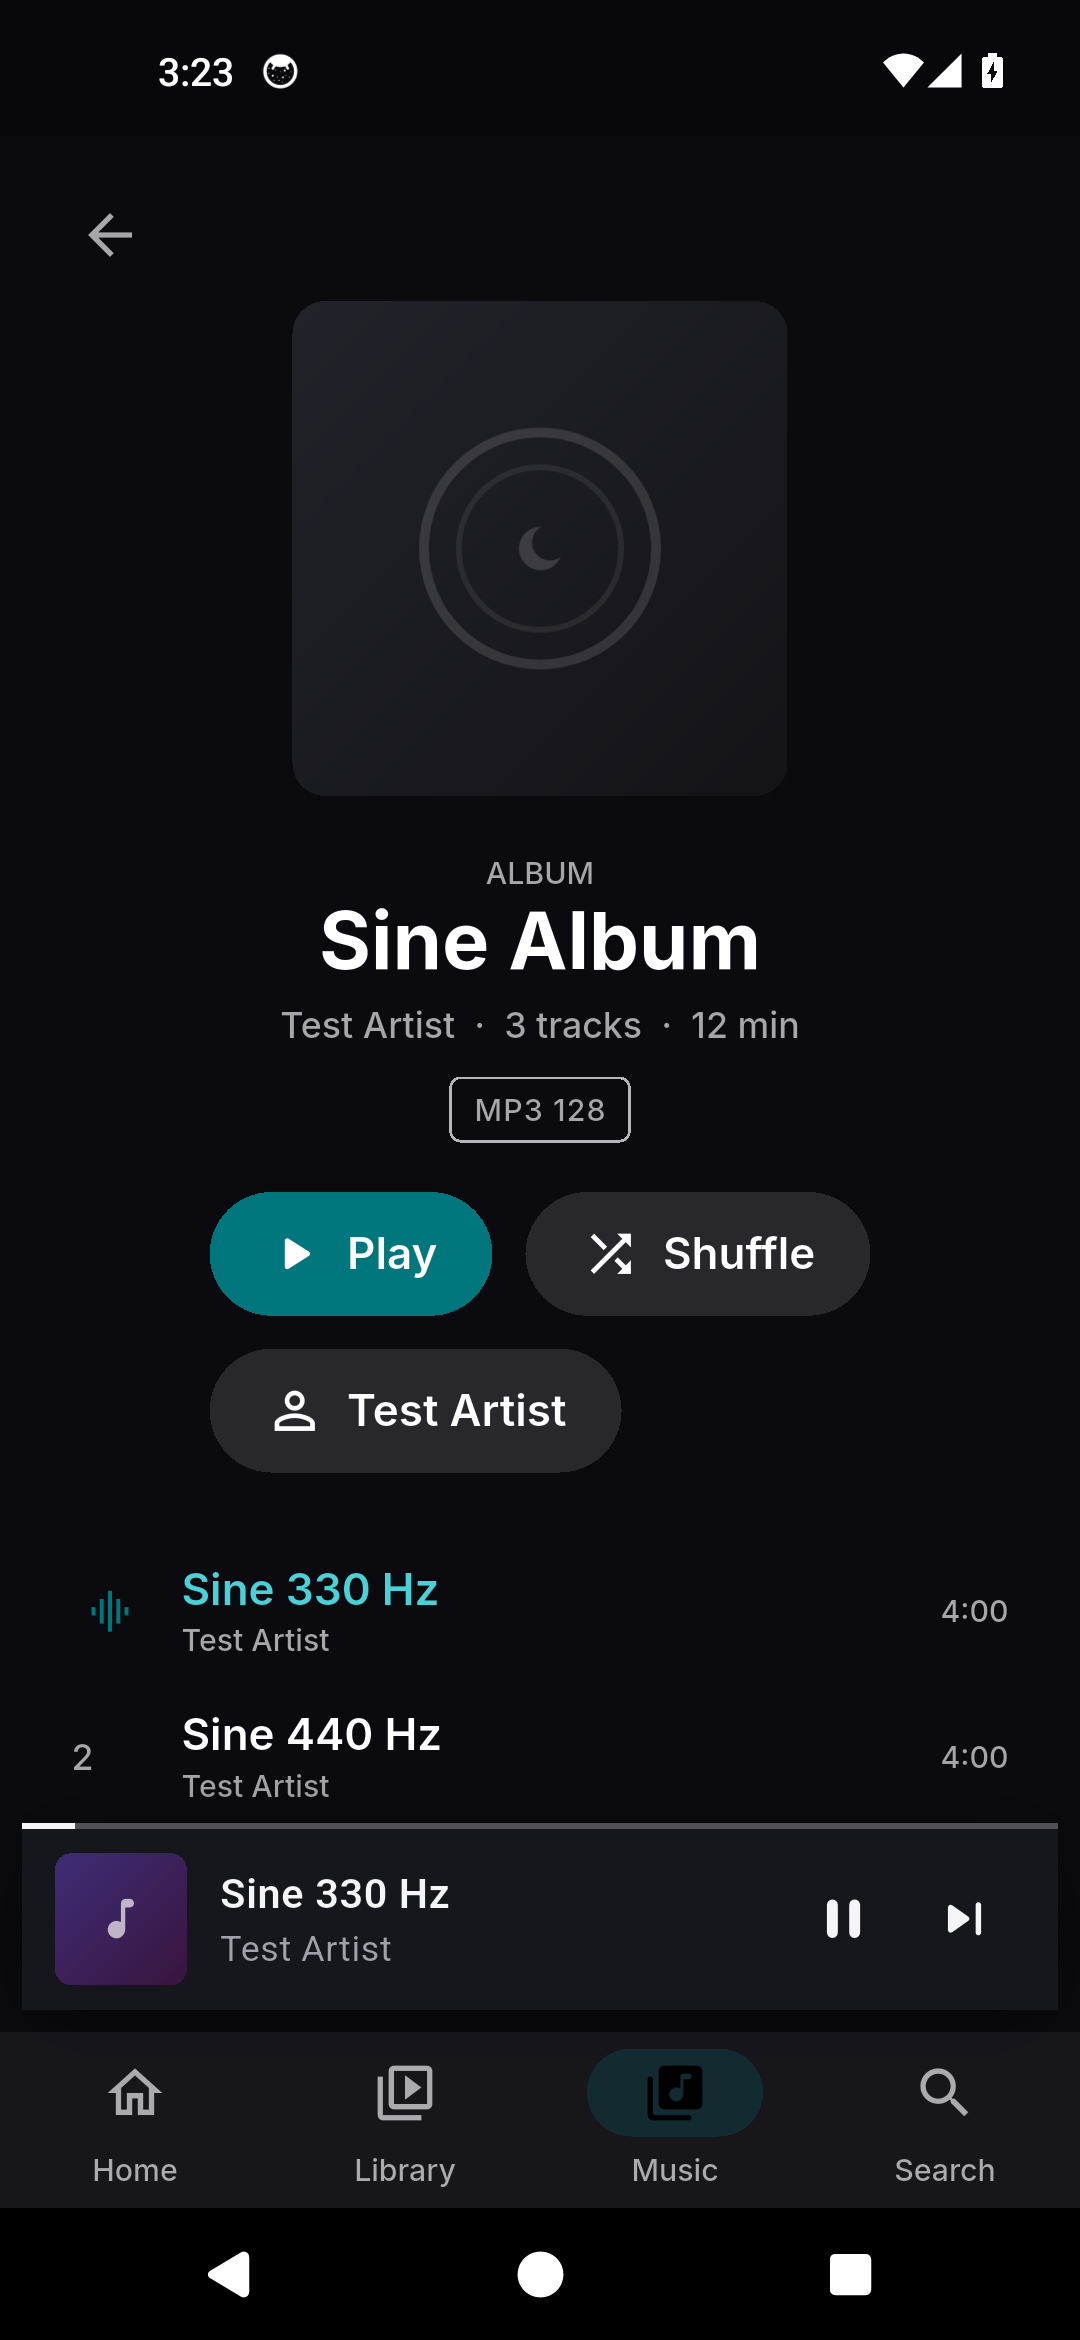 3:23
ALBUM
Sine Album
Test Artist · 3 tracks · 12 min
MP3 128
Play
Shuffle
Test Artist
Sine 330 Hz
Test Artist
4:00
2
Sine 440 Hz
Test Artist
4:00
Sine 330 Hz
Test Artist
Home
Library
Music
Search